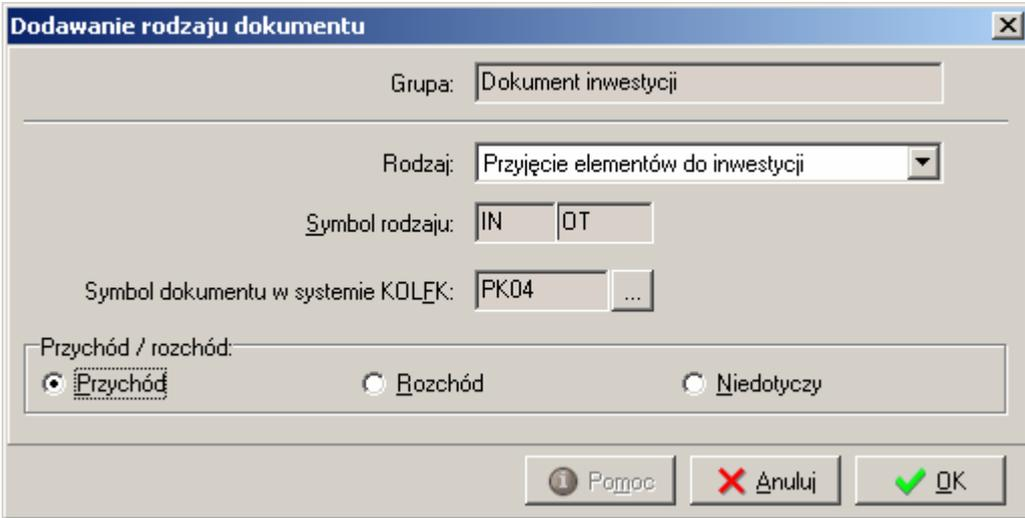 Dodawanie rodzaju dokumentu
Grupa: Dokument inwestycji
Rodzaj: Przyjęcie elementów do inwestycji
Symbol rodzaju: IN OT
Symbol dokumentu w systemie KOLFK: PK04 ...
Przychód / rozchód:
Przychód Rozchód Niedotyczy
Pomoc Anuluj OK